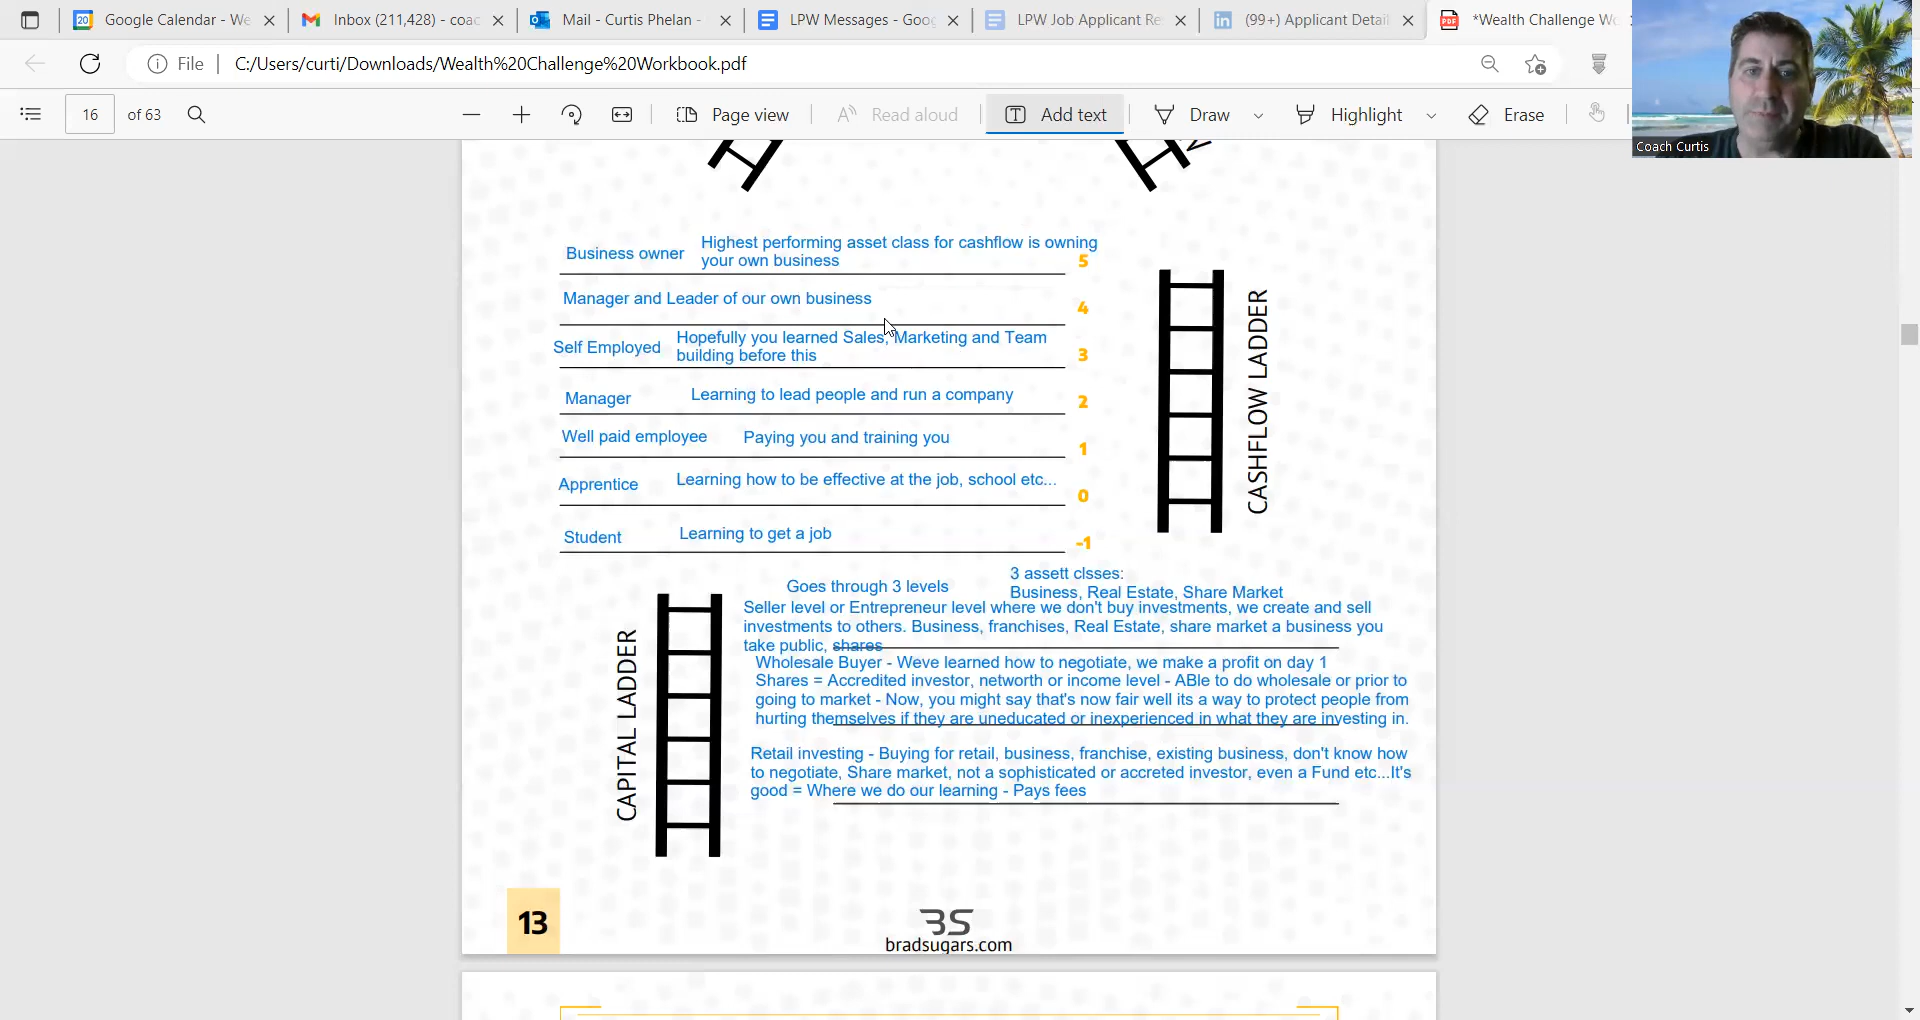 Google Calendar - We
Inbox (211,428) - coac
Mail - Curtis Phelan -
LPW Messages - Goog
LPW Job Applicant Re
(99+) Applicant Detail
*Wealth Challenge Wo
File
C:/Users/curti/Downloads/Wealth%20Challenge%20Workbook.pdf
16 of 63
Page view
Read aloud
Add text
Draw
Highlight
Erase
Coach Curtis
Business owner Highest performing asset class for cashflow is owning
your own business
5
Manager and Leader of our own business
4
Self Employed Hopefully you learned Sales, Marketing and Team
building before this
3
Manager Learning to lead people and run a company
2
Well paid employee Paying you and training you
1
Apprentice Learning how to be effective at the job, school etc...
0
Student Learning to get a job
-1
CASHFLOW LADDER
Goes through 3 levels
3 assett clsses:
Business, Real Estate, Share Market
Seller level or Entrepreneur level where we don't buy investments, we create and sell
investments to others. Business, franchises, Real Estate, share market a business you
take public, shares
Wholesale Buyer - Weve learned how to negotiate, we make a profit on day 1
Shares = Accredited investor, networth or income level - ABle to do wholesale or prior to
going to market - Now, you might say that's now fair well its a way to protect people from
hurting themselves if they are uneducated or inexperienced in what they are investing in.
Retail investing - Buying for retail, business, franchise, existing business, don't know how
to negotiate, Share market, not a sophisticated or accreted investor, even a Fund etc...It's
good = Where we do our learning - Pays fees
CAPITAL LADDER
13
BS
bradsugars.com